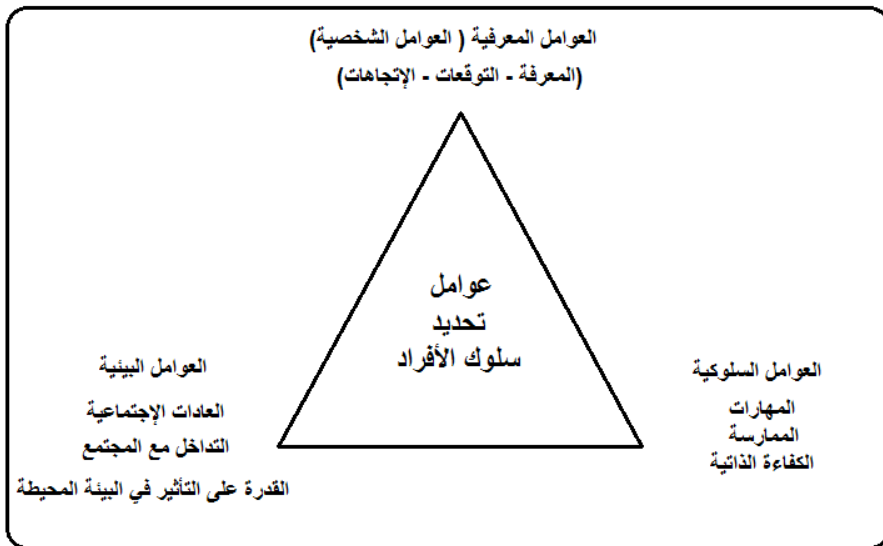 العوامل المعرفية ( العوامل الشخصية)
(المعرفة - التوقعات - الإتجاهات)
عوامل
تحديد
سلوك الأفراد
العوامل السلوكية
المهارات
الممارسة
الكفاءة الذاتية
العوامل البيئية
العادات الإجتماعية
التداخل مع المجتمع
القدرة على التأثير في البيئة المحيطة